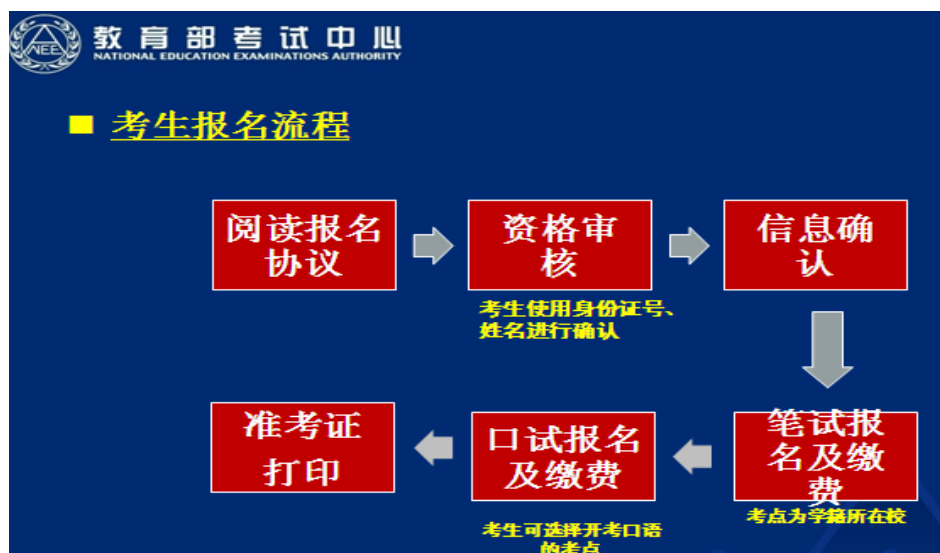 NEEA
教育部考试中心
NATIONAL EDUCATION EXAMINATIONS AUTHORITY
考生报名流程
阅读报名
协议
资格审
核
考生使用身份证号、
姓名进行确认
信息确
认
笔试报
名及缴
费
考点为学籍所在校
口试报名
及缴费
考生可选择开考口语
的考点
准考证
打印